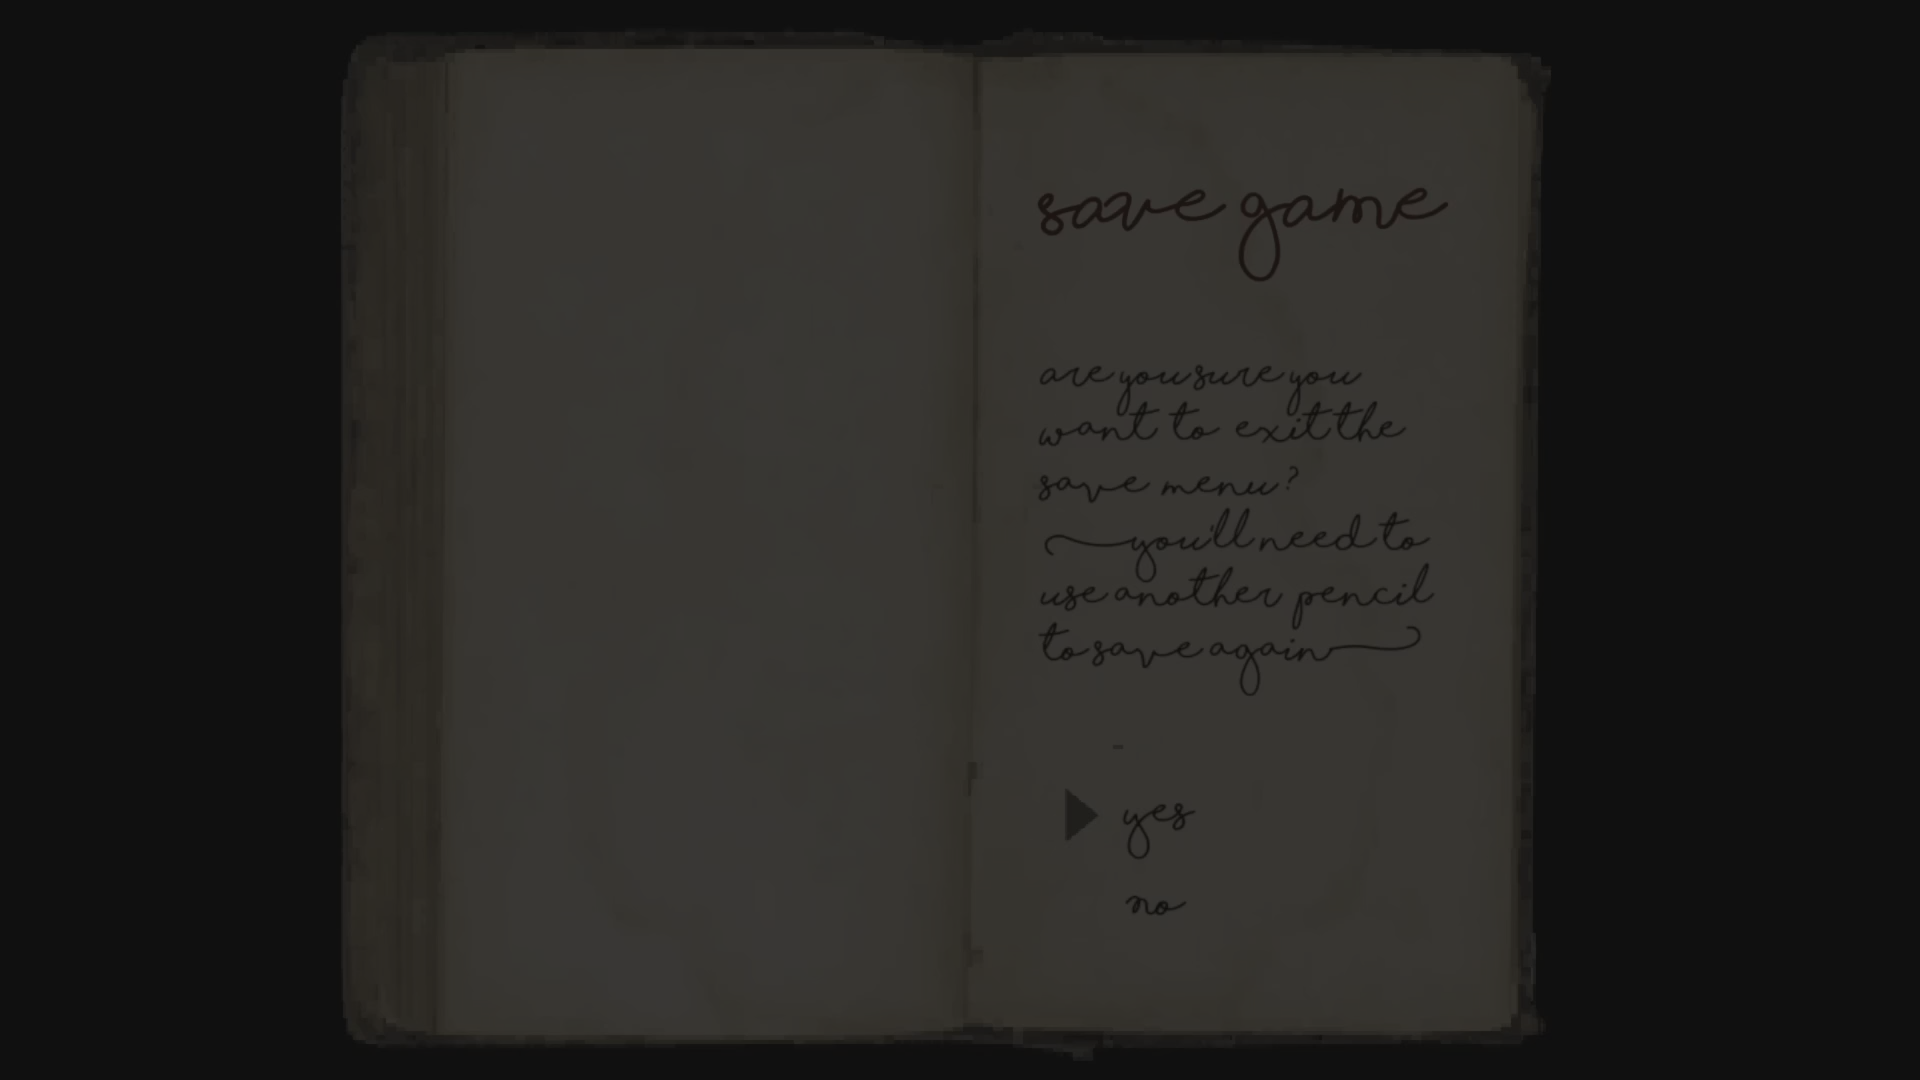 save game
are you sure you
want to exit the
save menu?
you'll need to
use another pencil
to save again
yes
no